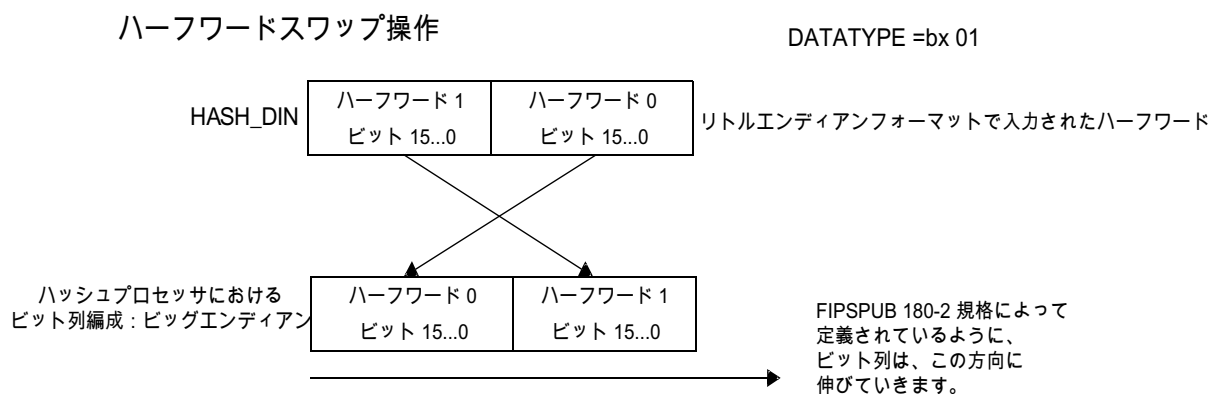 ハーフワードスワップ操作
DATATYPE =bx 01
HASH_DIN
ハーフワード 1
ビット 15...0
ハーフワード 0
ビット 15...0
リトルエンディアンフォーマットで入力されたハーフワード
ハッシュプロセッサにおける
ビット列編成：ビッグエンディアン
ハーフワード 0
ビット 15...0
ハーフワード 1
ビット 15...0
FIPSPUB 180-2 規格によって
定義されているように、
ビット列は、この方向に
伸びていきます。